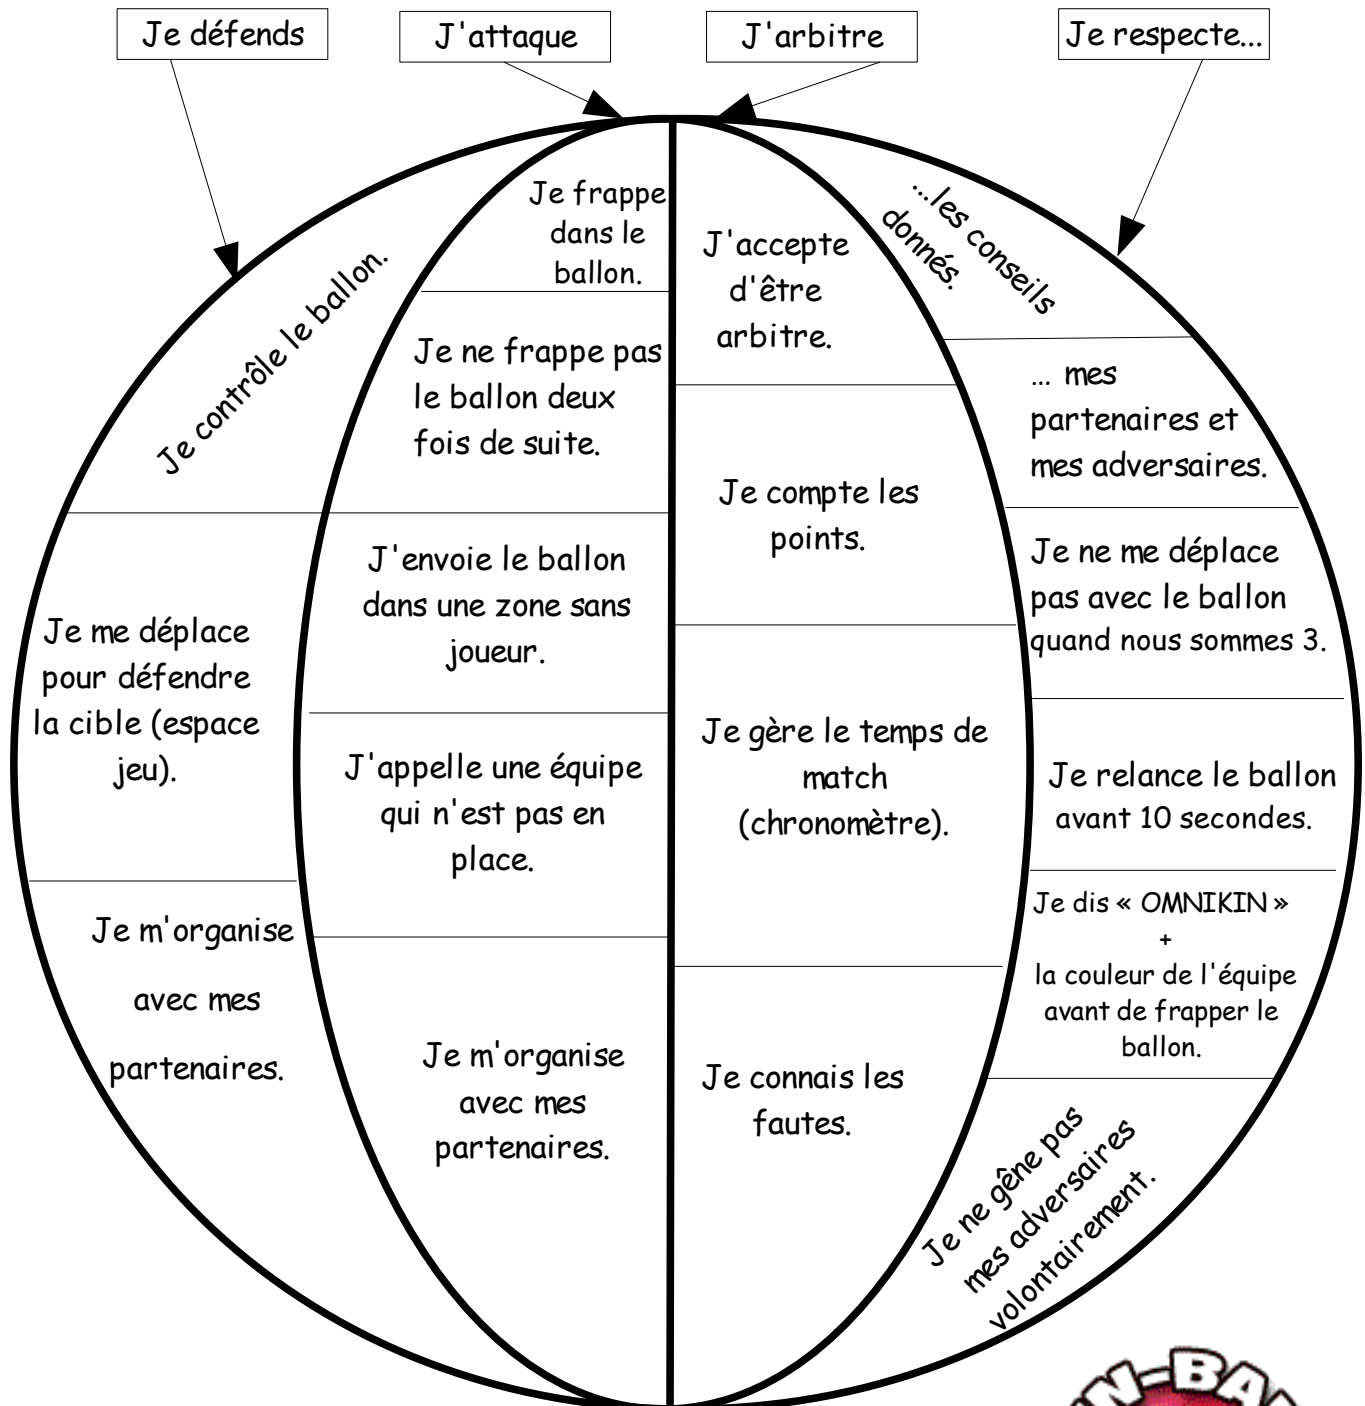 Je défends
J'attaque
J'arbitre
Je respecte...
Je contrôle le ballon.
Je me déplace
pour défendre
la cible (espace
jeu).
Je m'organise
avec mes
partenaires.
Je frappe
dans le
ballon.
Je ne frappe pas
le ballon deux
fois de suite.
J'envoie le ballon
dans une zone sans
joueur.
J'appelle une équipe
qui n'est pas en
place.
Je m'organise
avec mes
partenaires.
J'accepte
d'être
arbitre.
Je compte les
points.
Je gère le temps de
match
(chronomètre).
Je connais les
fautes.
...les conseils
donnés.
... mes
partenaires et
mes adversaires.
Je ne me déplace
pas avec le ballon
quand nous sommes 3.
Je relance le ballon
avant 10 secondes.
Je dis « OMNIKIN »
+
la couleur de l'équipe
avant de frapper le
ballon.
Je ne gêne pas
mes adversaires
volontairement.